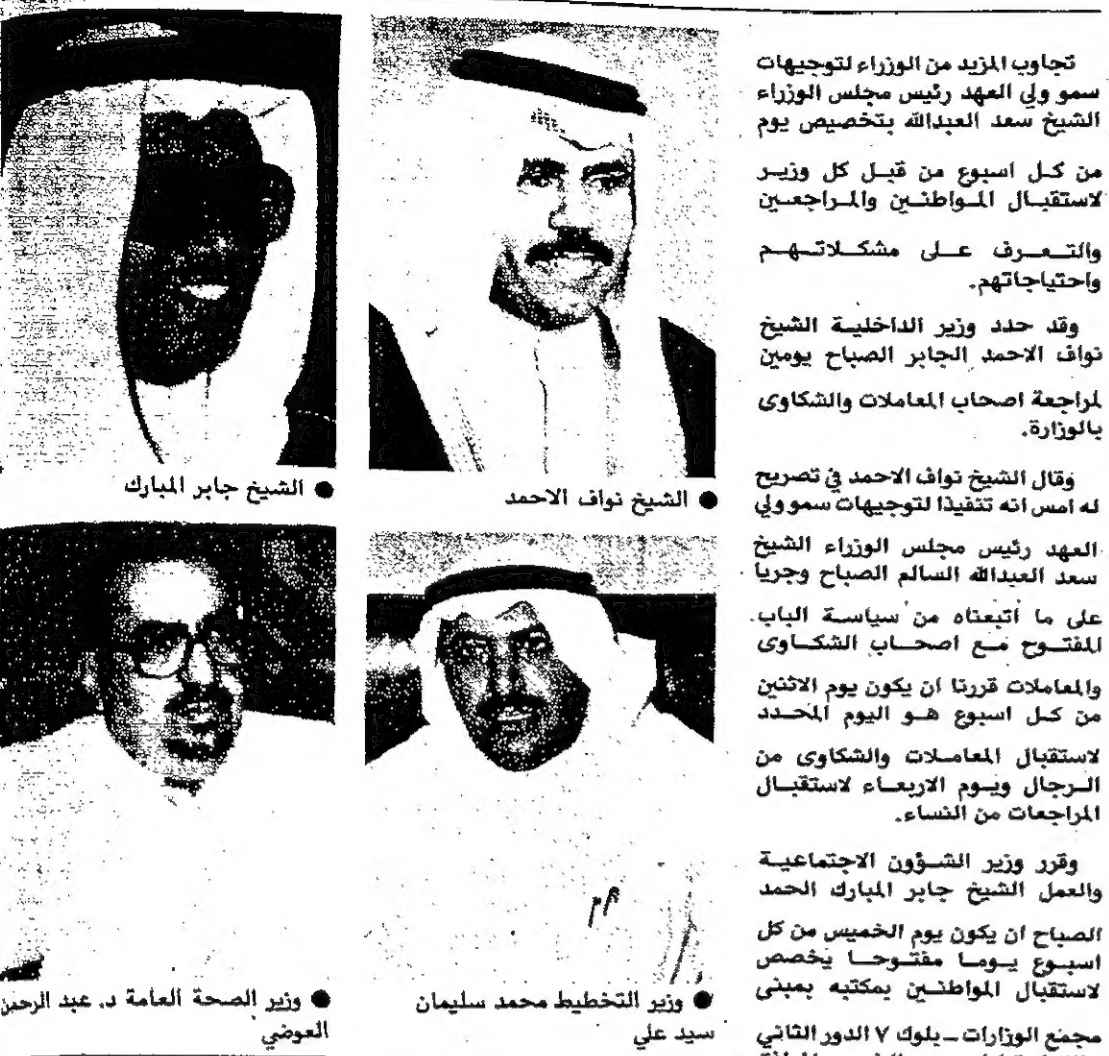 تجاوب المزيد من الوزراء لتوجيهات
سمو ولي العهد رئيس مجلس الوزراء
الشيخ سعد العبدالله بتخصيص يوم
من كل اسبوع من قبل كل وزير
لاستقبال المواطنين والمراجعين
والتعرف على مشكلاتهم
واحتياجاتهم.
وقد حدد وزير الداخلية الشيخ
نواف الاحمد الجابر الصباح يومين
لمراجعة اصحاب المعاملات والشكاوى
بالوزارة.
وقال الشيخ نواف الاحمد في تصريح
له امس انه تنفيذا لتوجيهات سمو ولي
العهد رئيس مجلس الوزراء الشيخ
سعد العبدالله السالم الصباح وجريا
على ما اتبعناه من سياسة الباب
المفتوح مع اصحاب الشكاوى
والمعاملات قررنا ان يكون يوم الاثنين
من كل اسبوع هو اليوم المحدد
لاستقبال المعاملات والشكاوى من
الرجال ويوم الاربعاء لاستقبال
المراجعات من النساء.
وقرر وزير الشؤون الاجتماعية
والعمل الشيخ جابر المبارك الحمد
الصباح ان يكون يوم الخميس من كل
اسبوع يوما مفتوحا يخصص
لاستقبال المواطنين بمكتبه بمبنى
مجمع الوزارات ـ بلوك ٧ الدور الثاني
● الشيخ نواف الاحمد
● الشيخ جابر المبارك
● وزير التخطيط محمد سليمان
سيد علي
● وزير الصحة العامة د. عبد الرحمن
العوضي